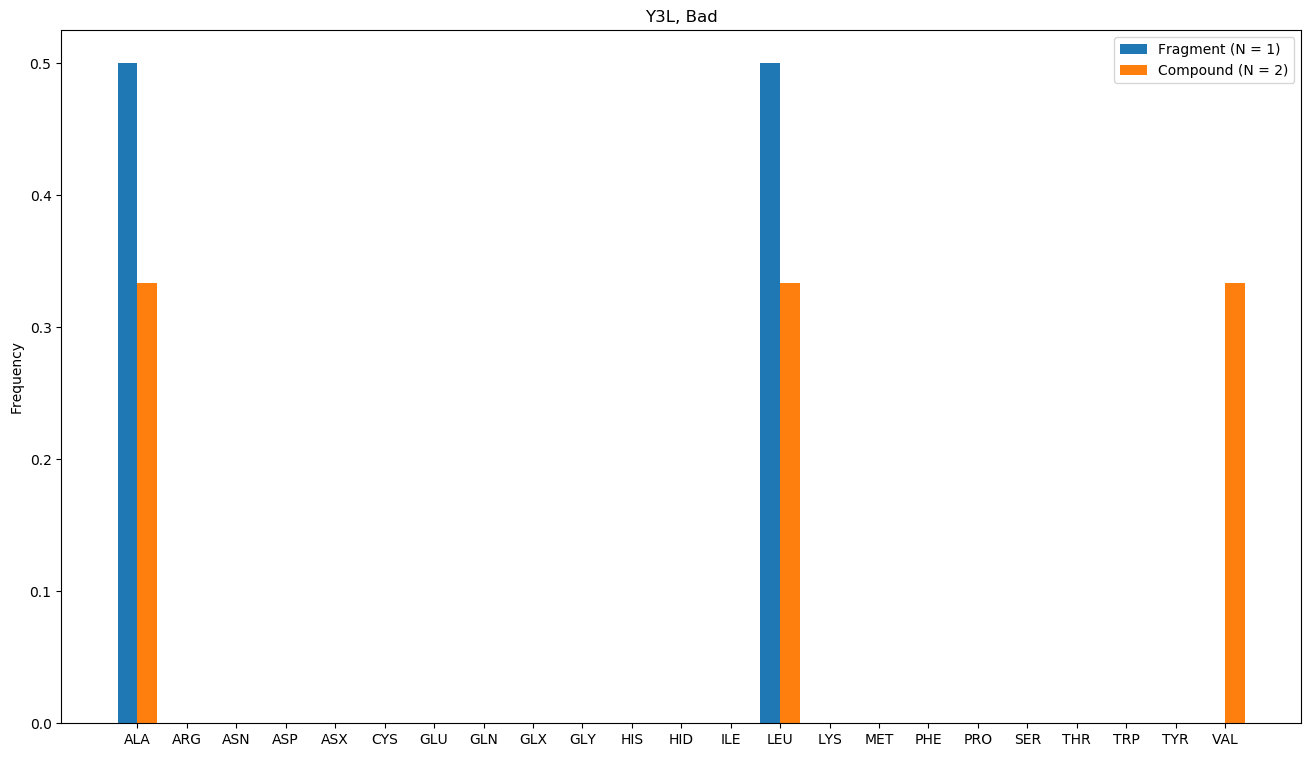 Y3L, Bad
Fragment (N = 1)
Compound (N = 2)
Frequency
0.5
0.4
0.3
0.2
0.1
0.0
ALA ARG ASN ASP ASX CYS GLU GLN GLX GLY HIS HID ILE LEU LYS MET PHE PRO SER THR TRP TYR VAL